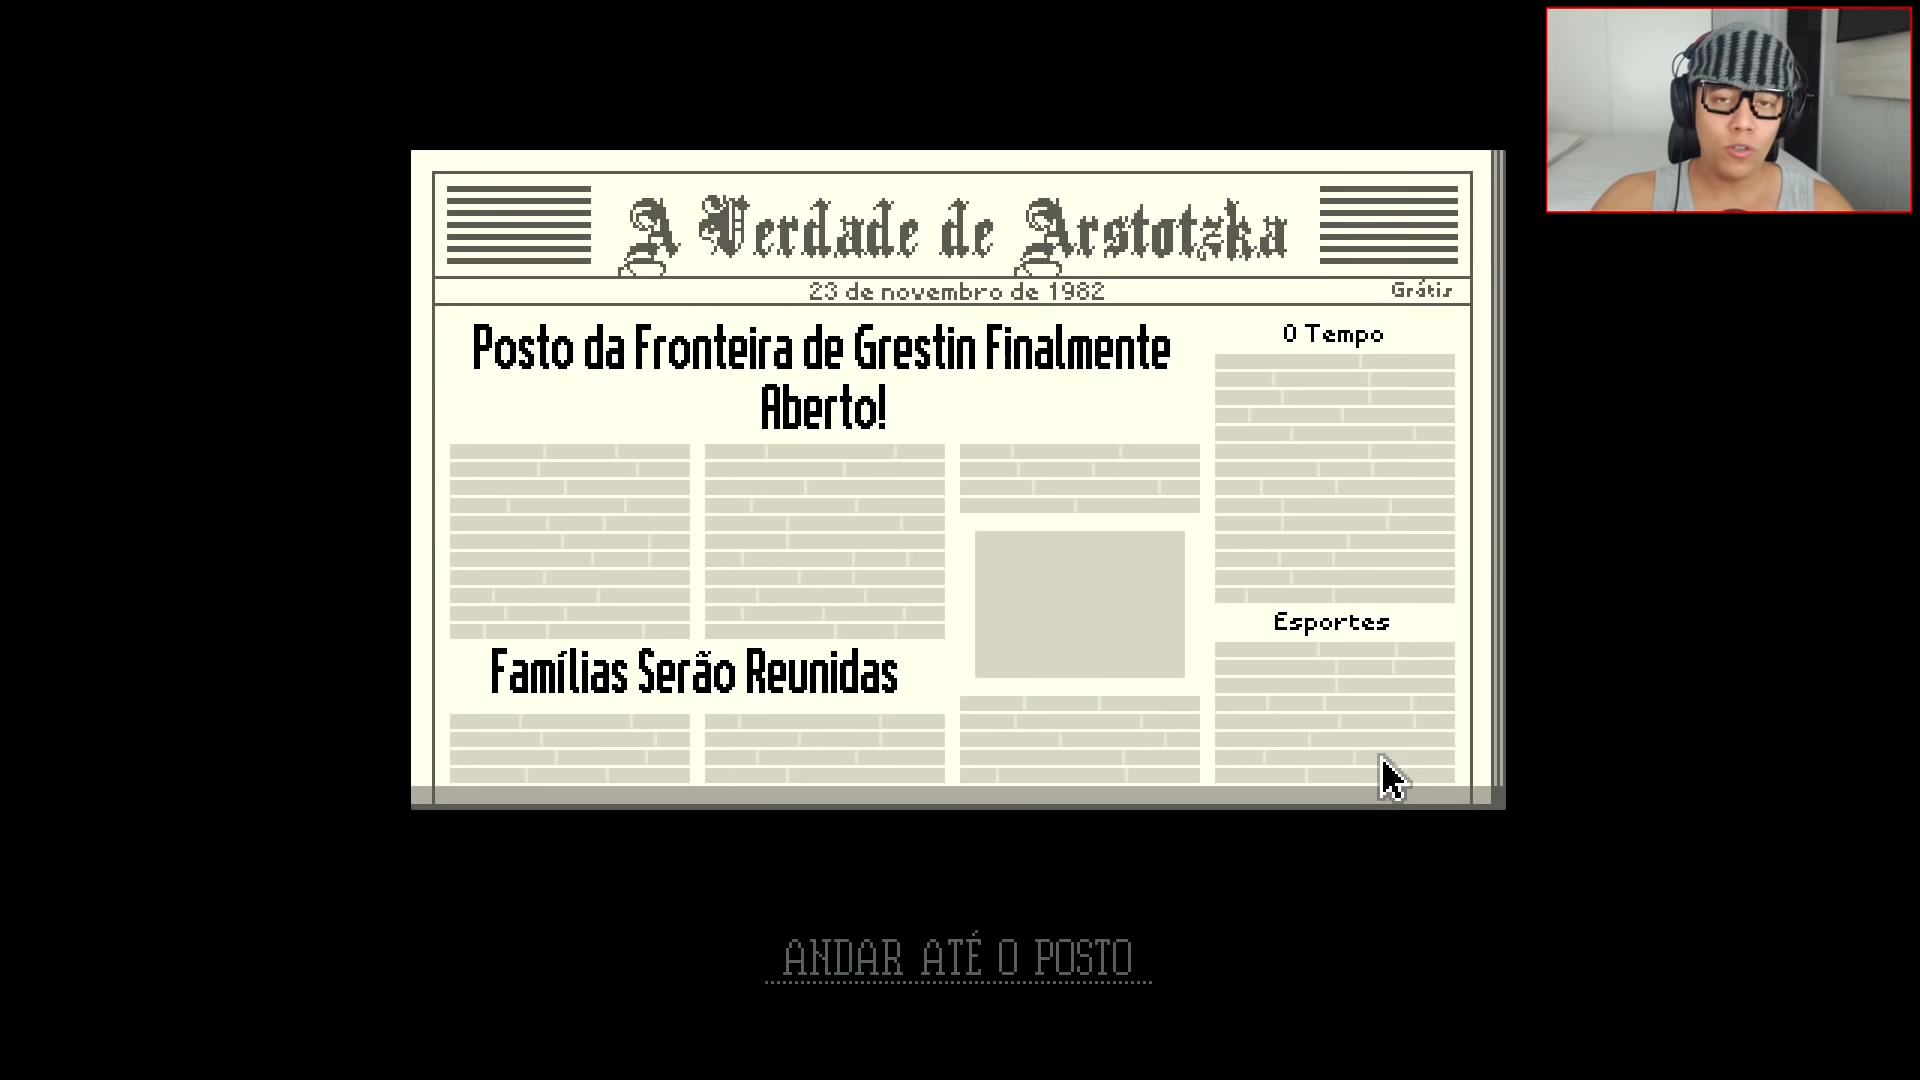 A Verdade de Arstotzka
23 de novembro de 1982
Grátis
Posto da Fronteira de Grestin Finalmente
Aberto!
O Tempo
Famílias Serão Reunidas
Esportes
ANDAR ATÉ O POSTO